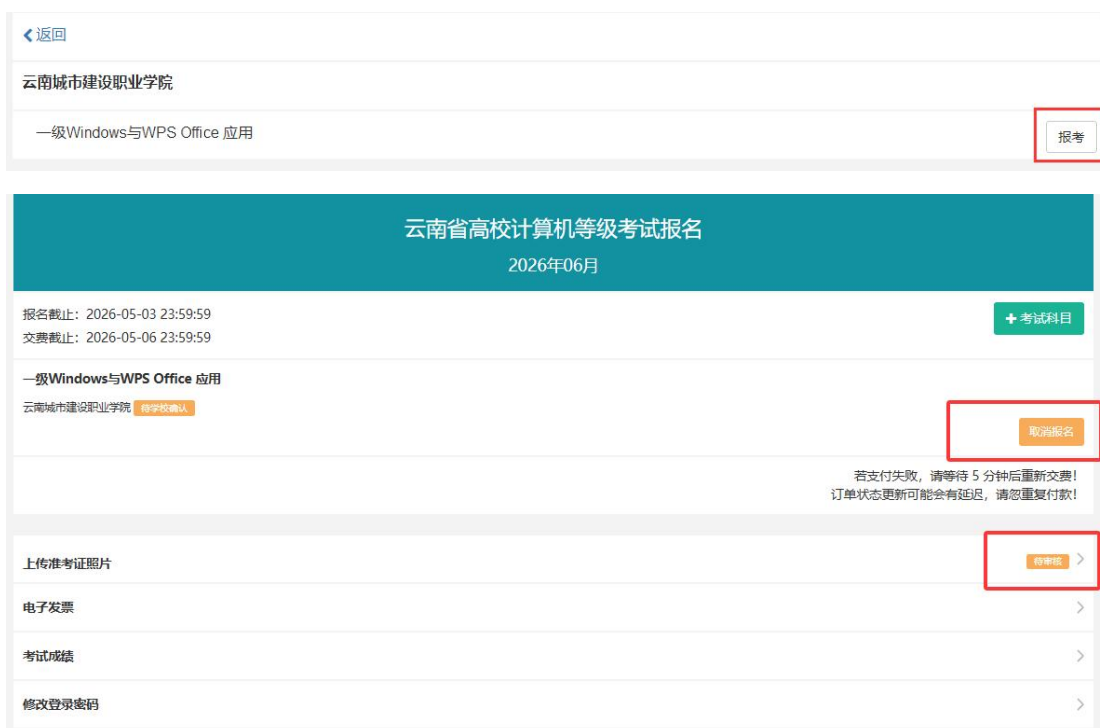 返回
云南城市建设职业学院
一级Windows与WPS Office 应用
报考
云南省高校计算机等级考试报名
2026年06月
报名截止：2026-05-03 23:59:59
交费截止：2026-05-06 23:59:59
+ 考试科目
一级Windows与WPS Office 应用
云南城市建设职业学院 待学校确认
取消报名
若支付失败，请等待 5 分钟后重新交费！
订单状态更新可能会有延迟，请忽重复付款！
上传准考证照片
待审核
电子发票
考试成绩
修改登录密码